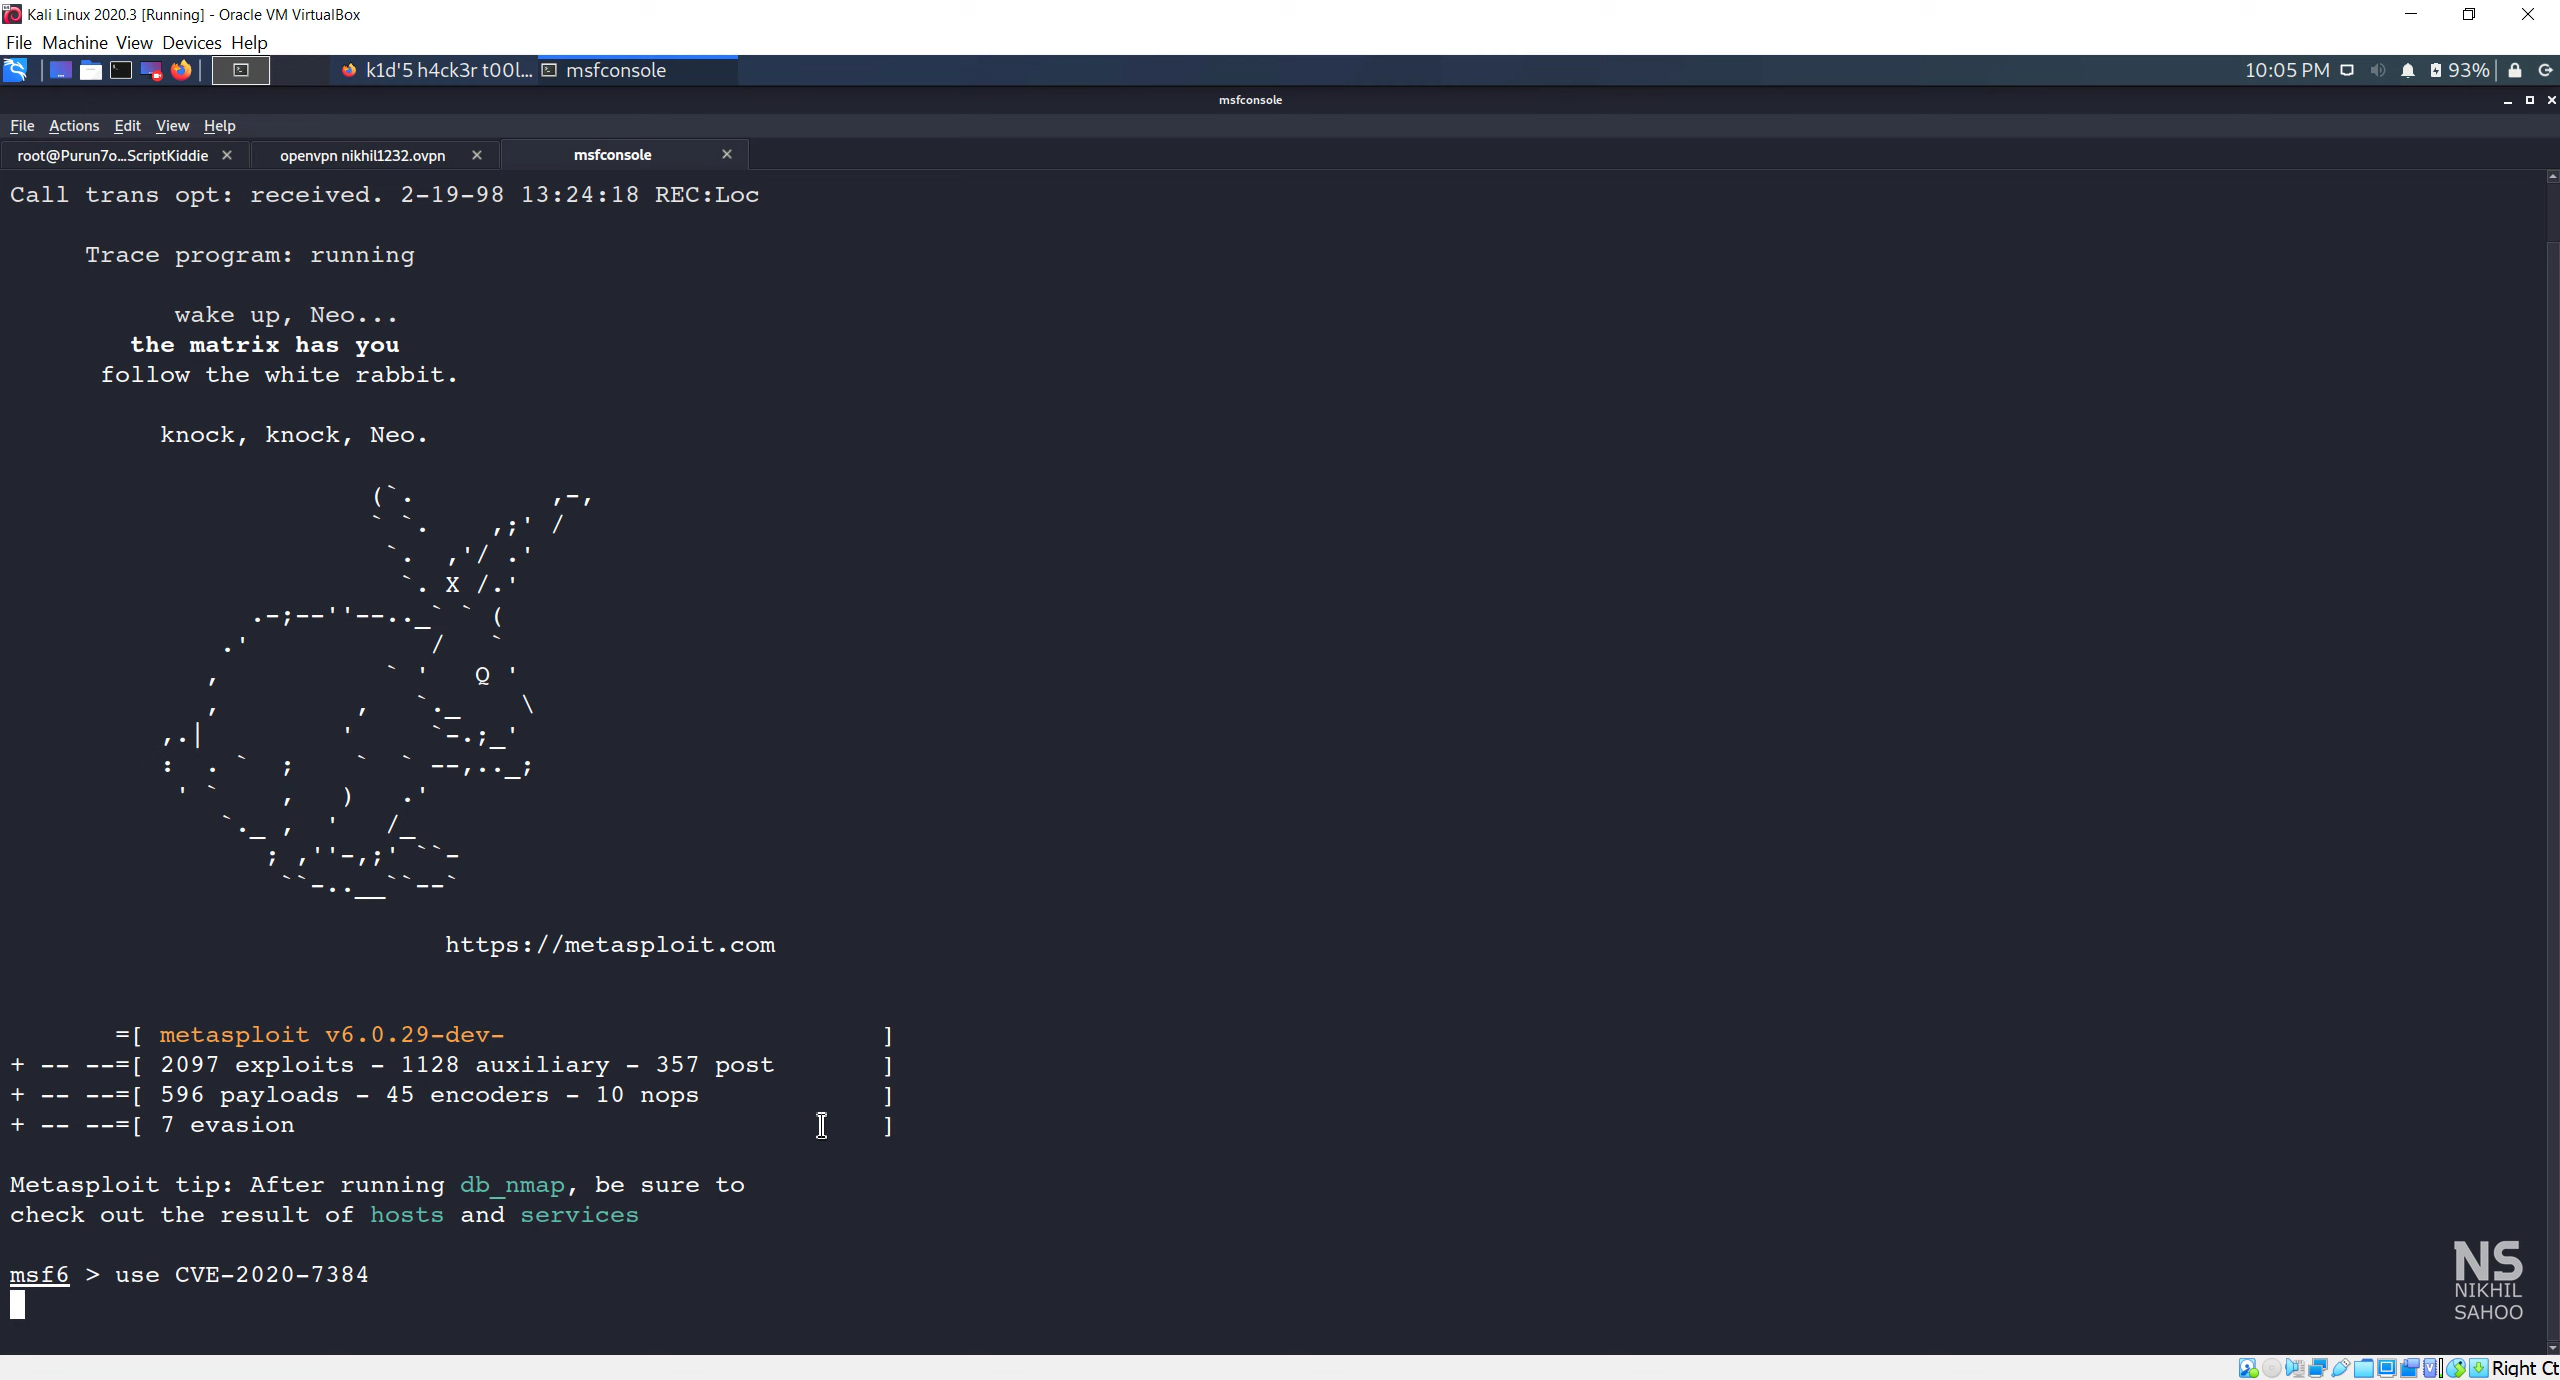 Kali Linux 2020.3 [Running] - Oracle VM VirtualBox
File Machine View Devices Help
k1d'5 h4ck3r t00l... msfconsole 10:05 PM 93%
msfconsole
File Actions Edit View Help
root@Purun7o...ScriptKiddie openvpn nikhil1232.ovpn msfconsole
Call trans opt: received. 2-19-98 13:24:18 REC:Loc
Trace program: running
wake up, Neo...
the matrix has you
follow the white rabbit.
knock, knock, Neo.
(`.                ,-,
` `.    ,;' /
`.  ,'/ .'
`. X /.'
.-;--''--.._` ` (
.'            /   `
,            ` '   Q '
,         ,   `._    \
,.|         '     `-.;_'
:  . `  ;    `  ` --,.._;
' `    ,   )   .'
`._ ,  '   /_
; ,''-,;' ``-
``-..__``--`
https://metasploit.com
=[ metasploit v6.0.29-dev- ]
+ -- --=[ 2097 exploits - 1128 auxiliary - 357 post ]
+ -- --=[ 596 payloads - 45 encoders - 10 nops ]
+ -- --=[ 7 evasion ]
Metasploit tip: After running db_nmap, be sure to
check out the result of hosts and services
msf6 > use CVE-2020-7384
NS
NIKHIL
SAHOO
Right Ct